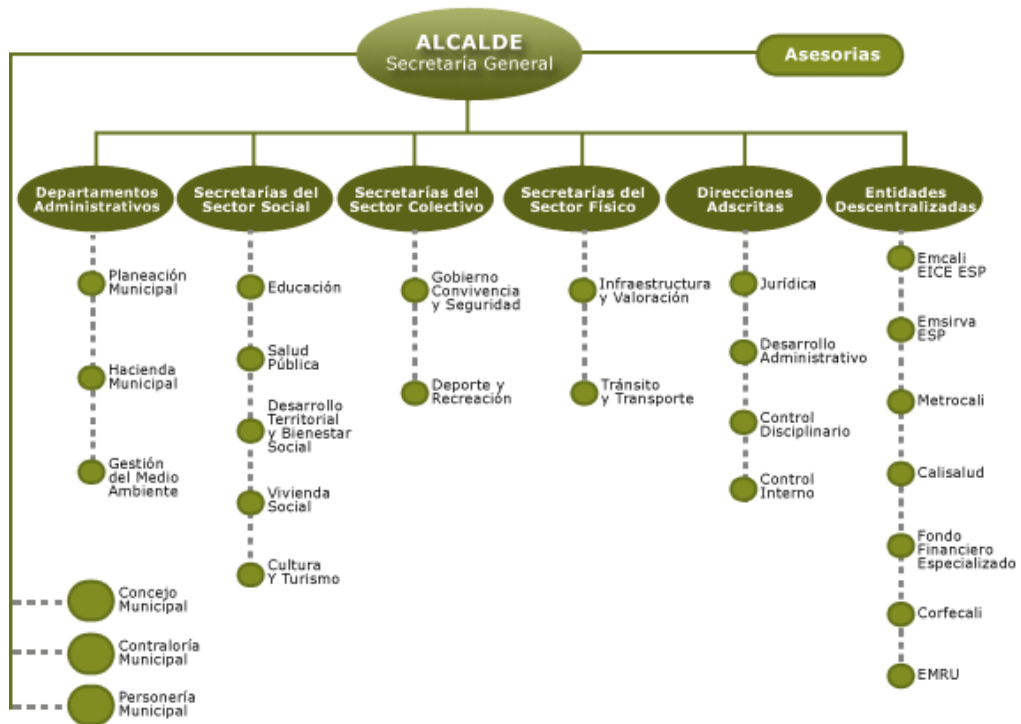 ALCALDE
Secretaría General
Asesorias
Departamentos
Administrativos
Secretarías del
Sector Social
Secretarías del
Sector Colectivo
Secretarías del
Sector Físico
Direcciones
Adscritas
Entidades
Descentralizadas
Planeación
Municipal
Hacienda
Municipal
Gestión
del Medio
Ambiente
Educación
Salud
Pública
Desarrollo
Territorial
y Bienestar
Social
Vivienda
Social
Cultura
Y Turismo
Gobierno
Convivencia
y Seguridad
Deporte y
Recreación
Infraestructura
y Valoración
Tránsito
y Transporte
Jurídica
Desarrollo
Administrativo
Control
Disciplinario
Control
Interno
Emcali
EICE ESP
Emsirva
ESP
Metrocali
Calisalud
Fondo
Financiero
Especializado
Corfecali
EMRU
Concejo
Municipal
Contraloría
Municipal
Personería
Municipal